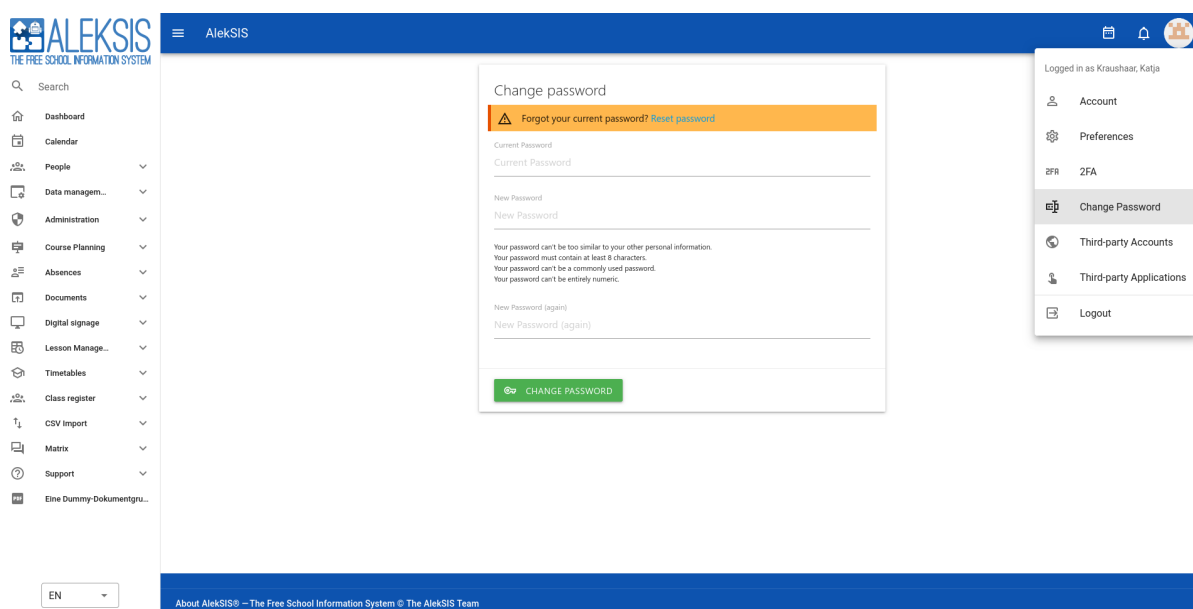 ALEKSIS
THE FREE SCHOOL INFORMATION SYSTEM
Search
Dashboard
Calendar
People
Data managem...
Administration
Course Planning
Absences
Documents
Digital signage
Lesson Manage...
Timetables
Class register
CSV Import
Matrix
Support
PDF
Eine Dummy-Dokumentgru...
EN
AlekSIS
Change password
Forgot your current password? Reset password
Current Password
Current Password
New Password
New Password
Your password can't be too similar to your other personal information.
Your password must contain at least 8 characters.
Your password can't be a commonly used password.
Your password can't be entirely numeric.
New Password (again)
New Password (again)
CHANGE PASSWORD
Logged in as Kraushaar, Katja
Account
Preferences
2FA 2FA
Change Password
Third-party Accounts
Third-party Applications
Logout
About AlekSIS® — The Free School Information System © The AlekSIS Team